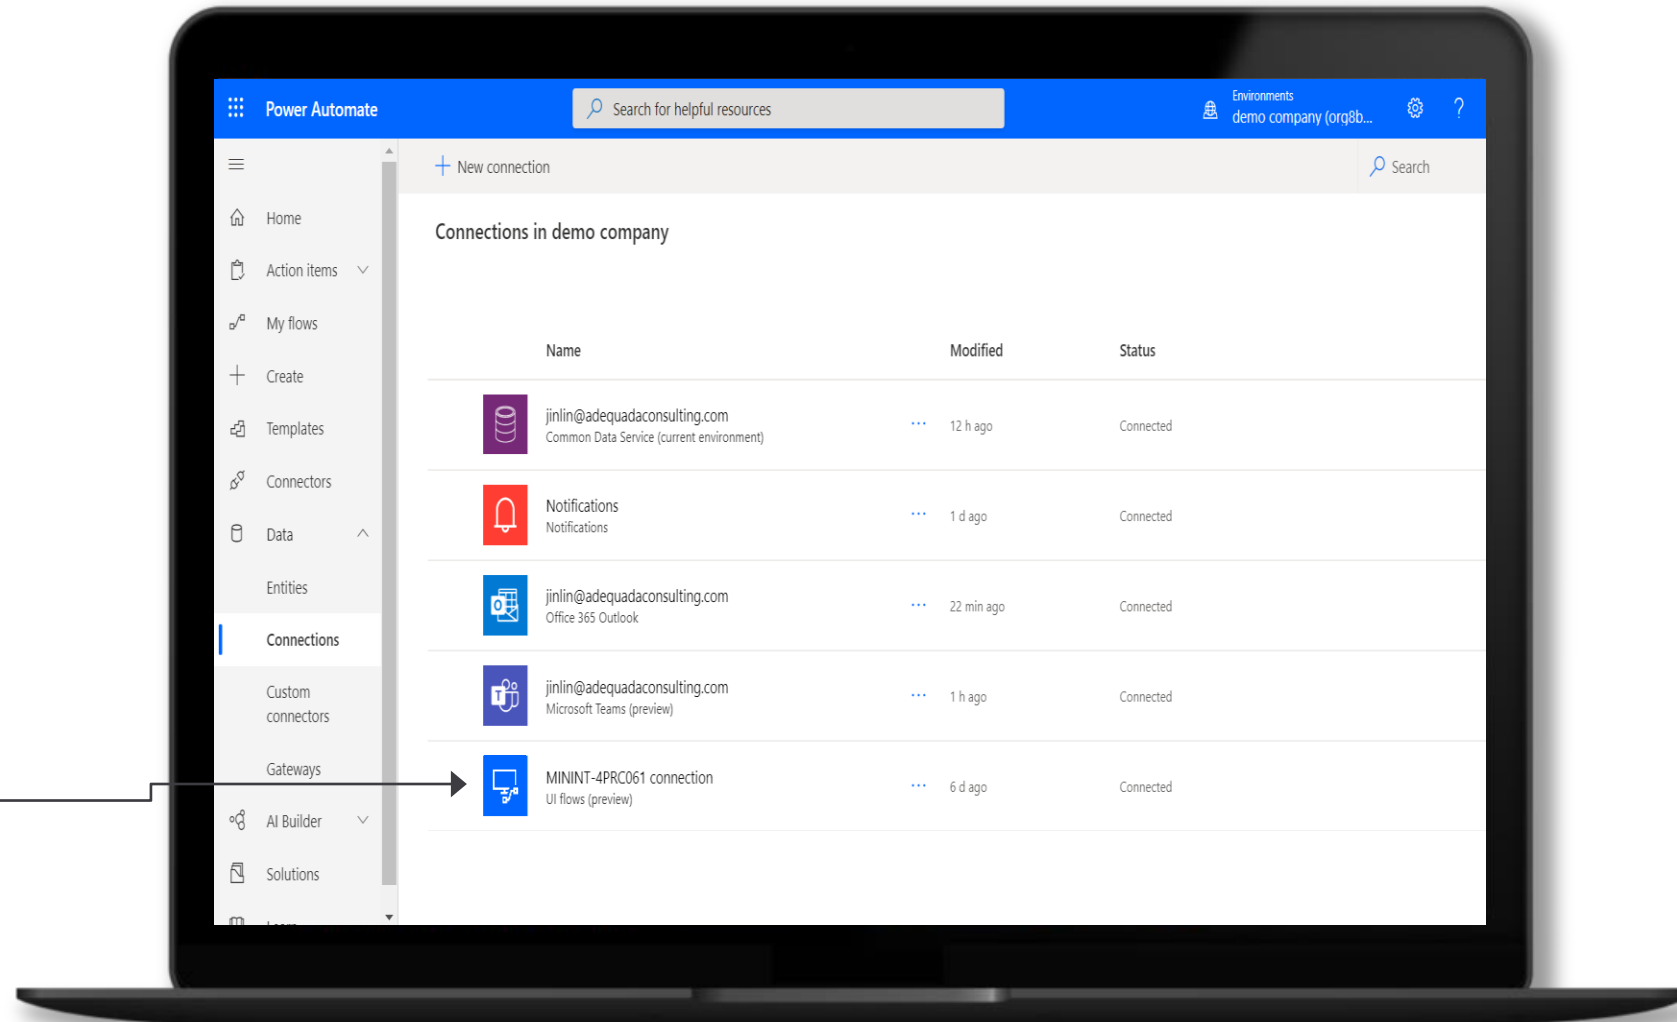 Power Automate
Search for helpful resources
Environments
demo company (org8b...
?
New connection
Search
Home
Action items
My flows
Create
Templates
Connectors
Data
Entities
Connections
Custom
connectors
Gateways
AI Builder
Solutions
Connections in demo company
Name Modified Status
jinlin@adequadaconsulting.com
Common Data Service (current environment)
... 12 h ago Connected
Notifications
Notifications
... 1 d ago Connected
jinlin@adequadaconsulting.com
Office 365 Outlook
... 22 min ago Connected
jinlin@adequadaconsulting.com
Microsoft Teams (preview)
... 1 h ago Connected
MININT-4PRC061 connection
UI flows (preview)
... 6 d ago Connected